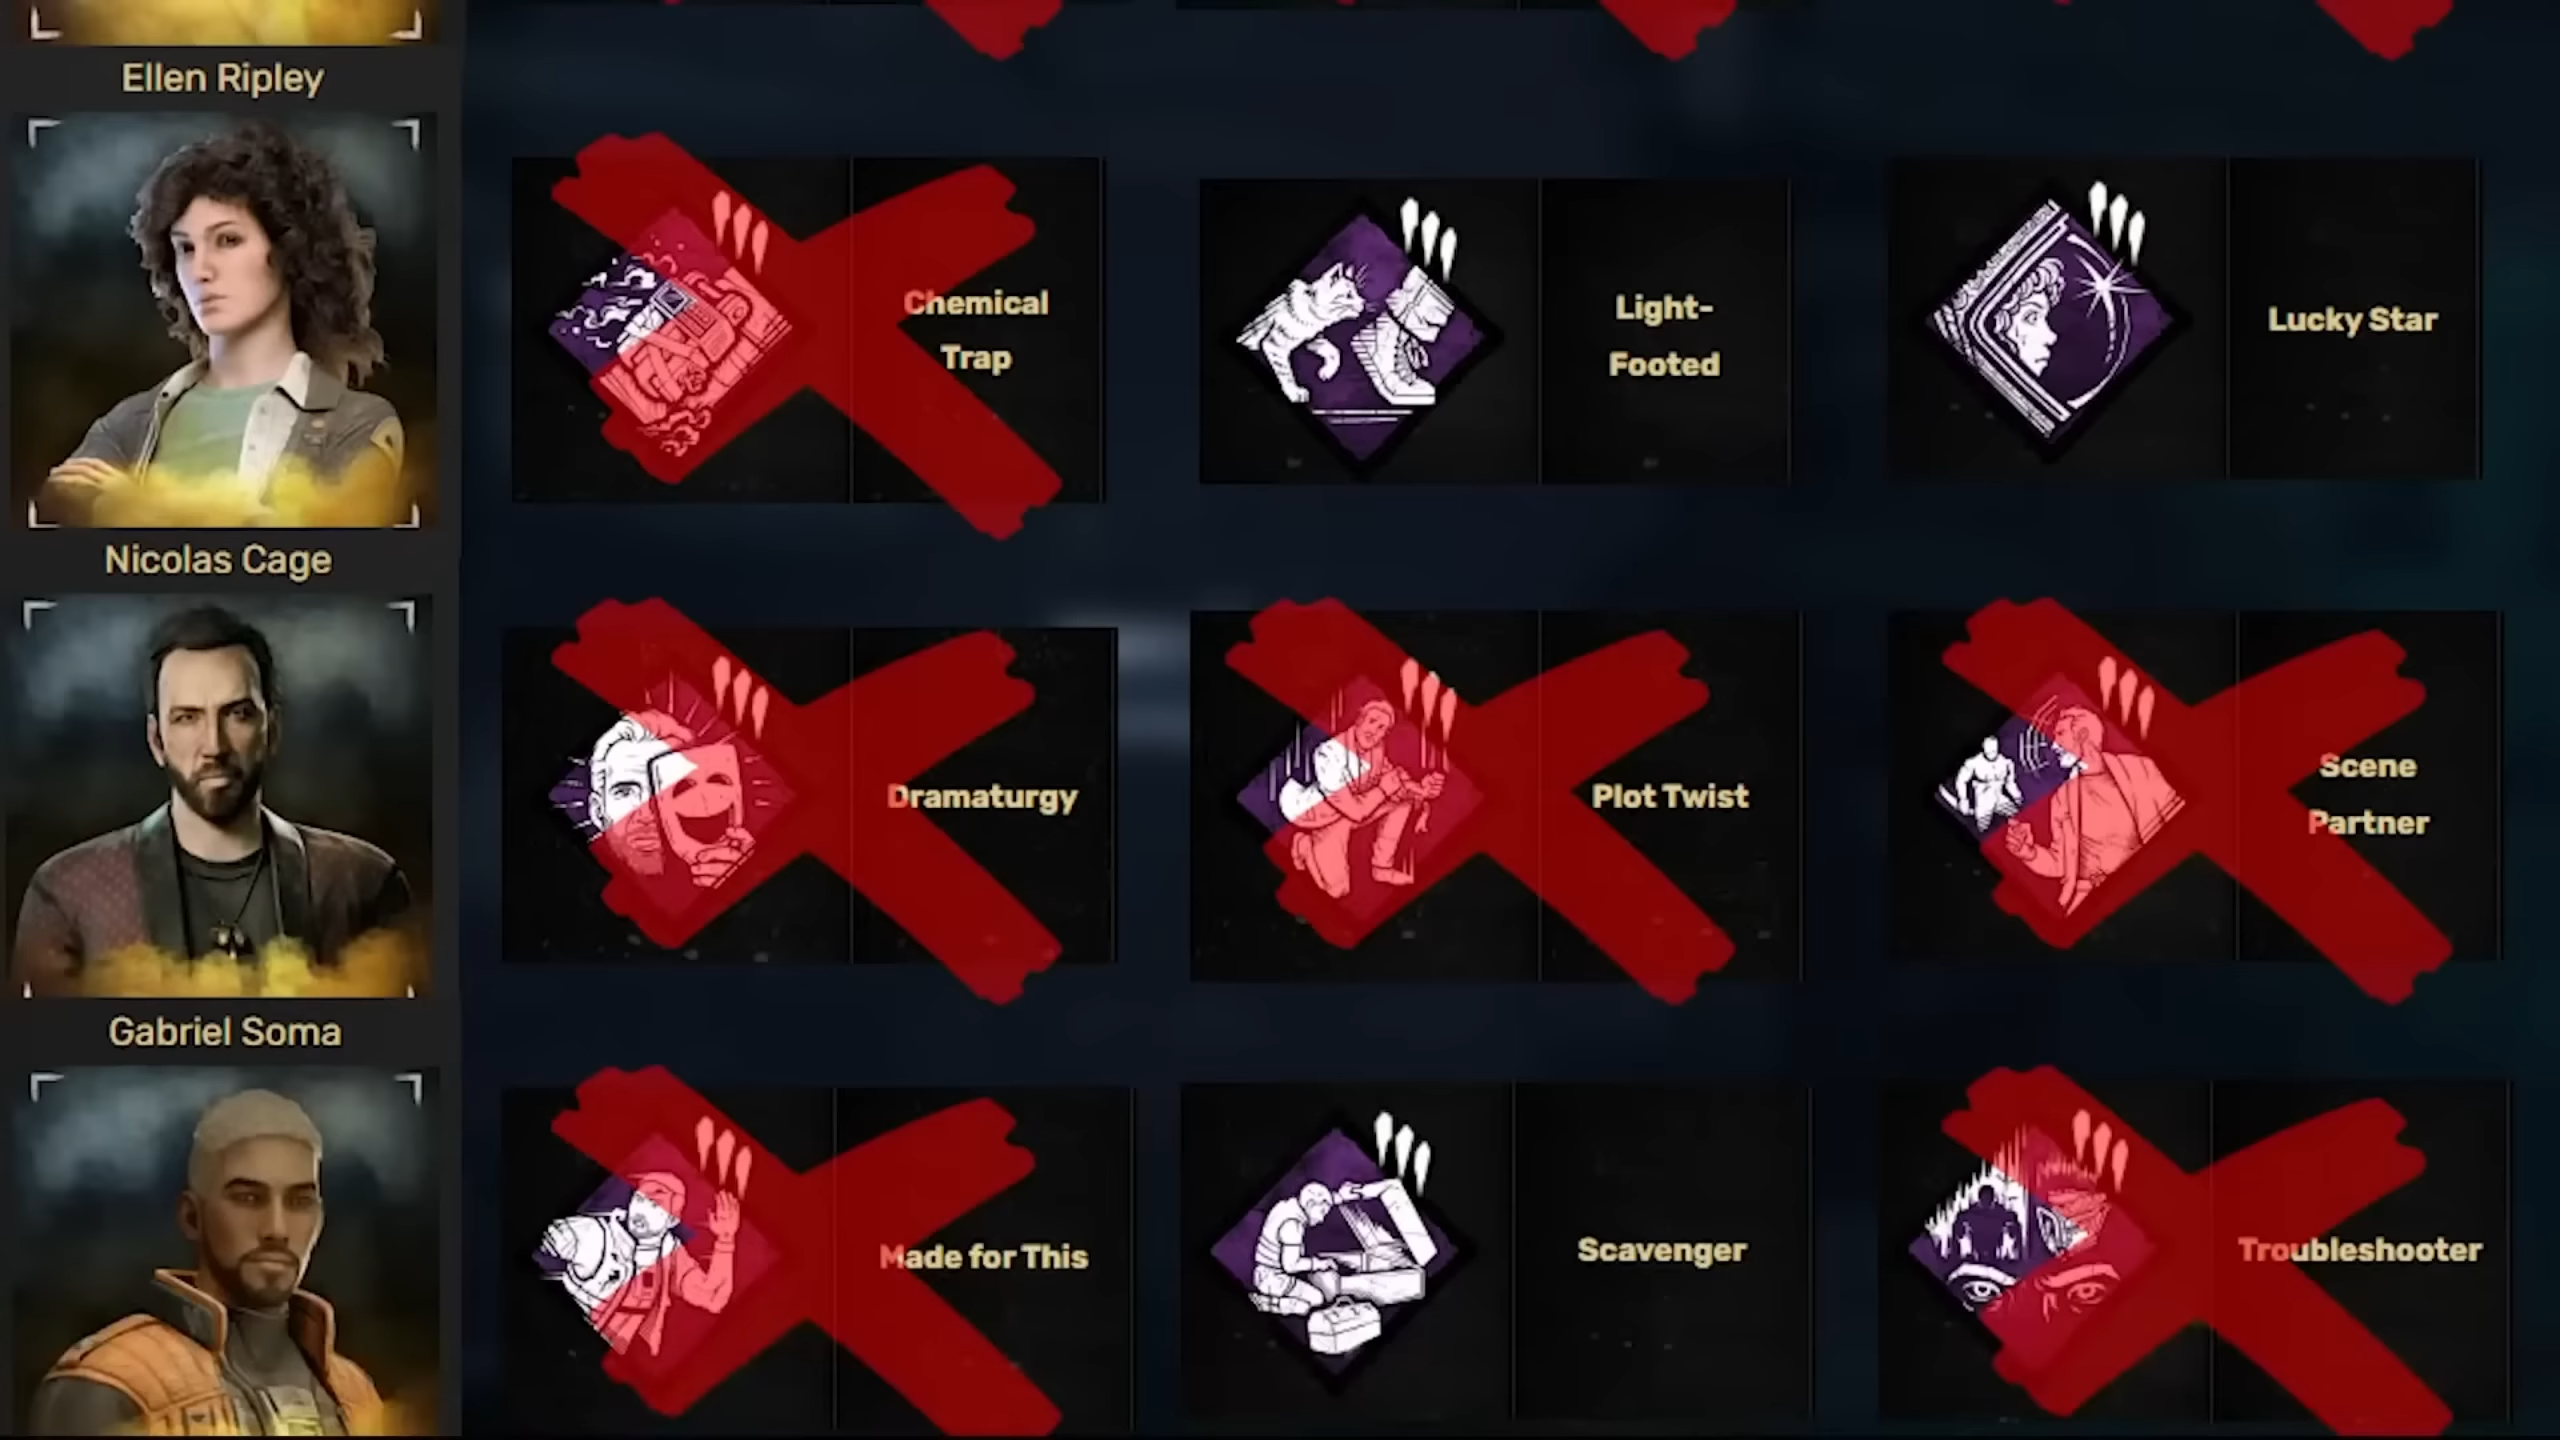 Ellen Ripley
Chemical
Trap
Light-
Footed
Lucky Star
Nicolas Cage
Dramaturgy
Plot Twist
Scene
Partner
Gabriel Soma
Made for This
Scavenger
Troubleshooter